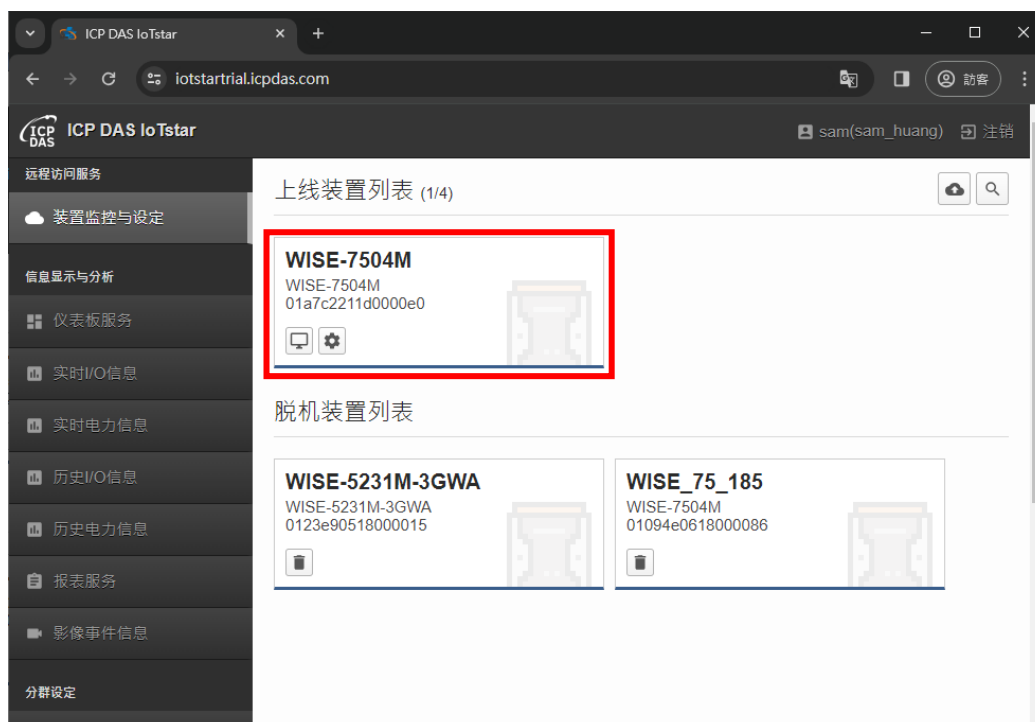 ICP DAS IoTstar
iotstartrial.icpdas.com
訪客
ICP DAS
ICP DAS IoTstar
sam(sam_huang)
注销
远程访问服务
装置监控与设定
信息显示与分析
仪表板服务
实时I/O信息
实时电力信息
历史I/O信息
历史电力信息
报表服务
影像事件信息
分群设定
上线装置列表 (1/4)
WISE-7504M
WISE-7504M
01a7c2211d0000e0
脱机装置列表
WISE-5231M-3GWA
WISE-5231M-3GWA
0123e90518000015
WISE_75_185
WISE-7504M
01094e0618000086